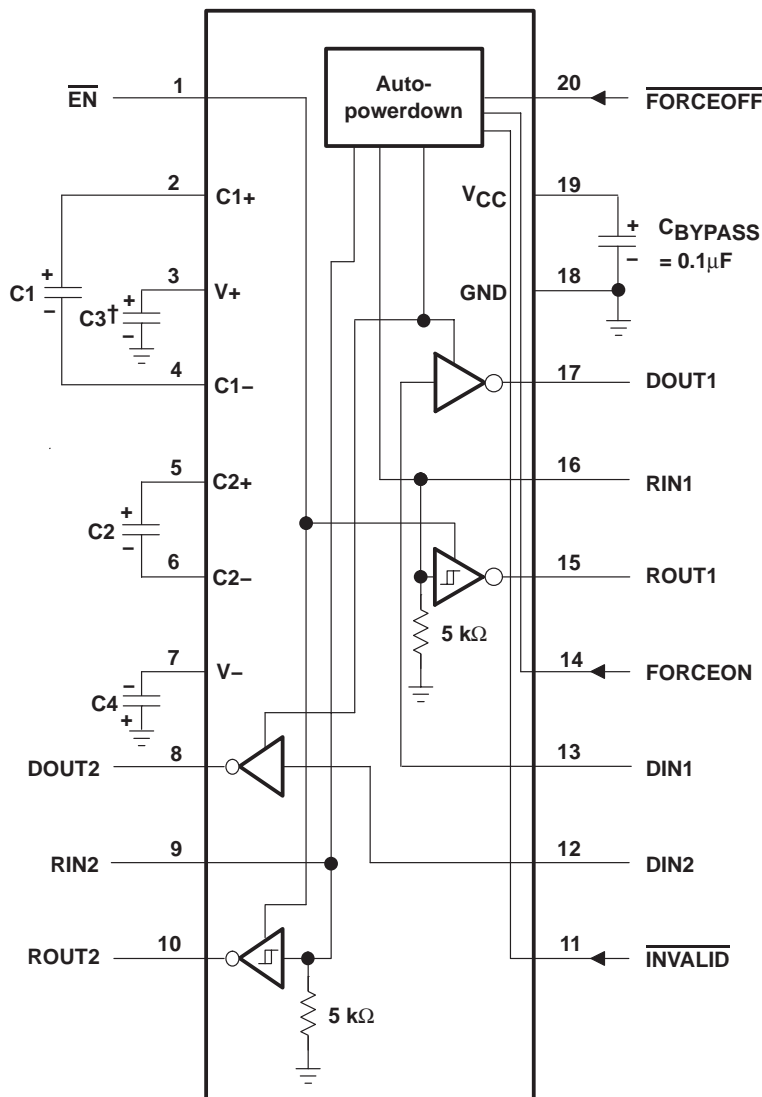 Auto-
powerdown
EN
1
20
FORCEOFF
2
C1+
VCC
19
+
CBYPASS
= 0.1μF
−
+
C1
−
3
V+
+
C3†
−
GND
18
4
C1−
17
DOUT1
5
C2+
16
RIN1
+
C2
−
6
C2−
15
ROUT1
5 kΩ
7
V−
−
C4
+
14
FORCEON
DOUT2
8
13
DIN1
RIN2
9
12
DIN2
ROUT2
10
11
INVALID
5 kΩ